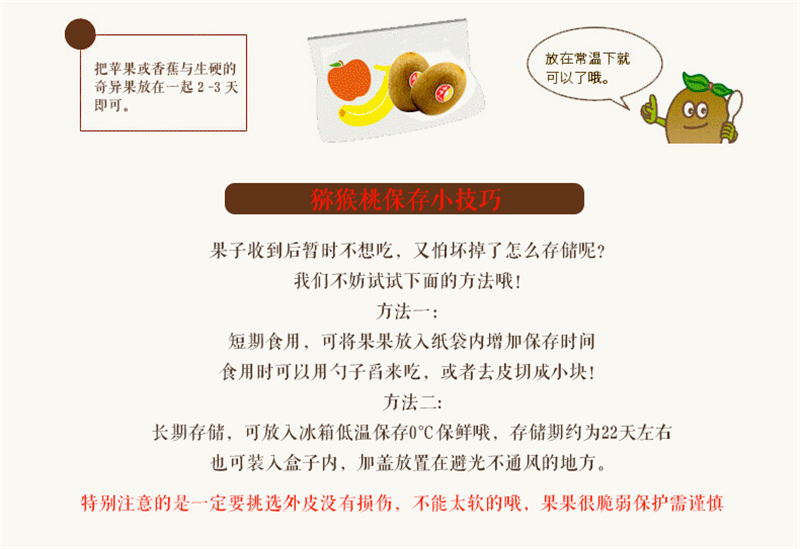 把苹果或香蕉与生硬的
奇异果放在一起 2-3 天
即可。
放在常温下就
可以了哦。
猕猴桃保存小技巧
果子收到后暂时不想吃，又怕坏掉了怎么存储呢？
我们不妨试试下面的方法哦！
方法一：
短期食用，可将果果放入纸袋内增加保存时间
食用时可以用勺子舀来吃，或者去皮切成小块！
方法二：
长期存储，可放入冰箱低温保存0℃保鲜哦，存储期约为22天左右
也可装入盒子内，加盖放置在避光不通风的地方。
特别注意的是一定要挑选外皮没有损伤，不能太软的哦，果果很脆弱保护需谨慎